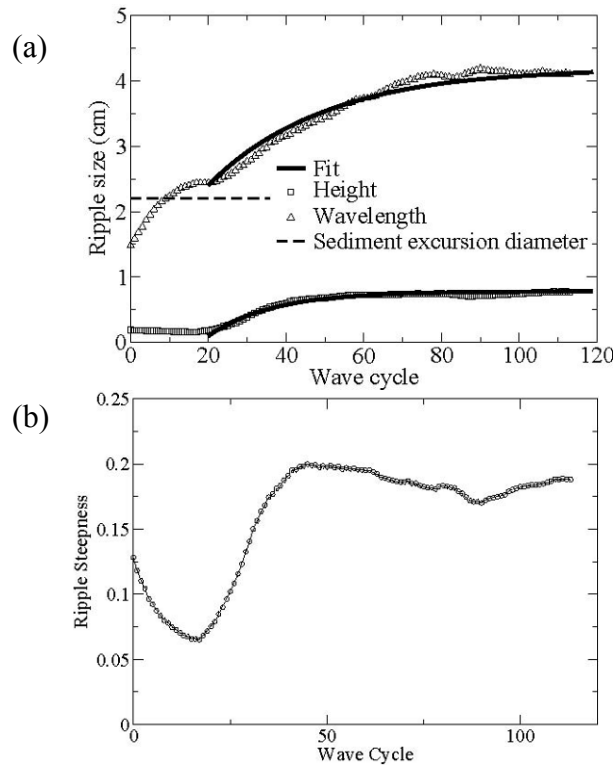 (a)
5
4
3
2
1
0
Ripple size (cm)
Fit
Height
Wavelength
Sediment excursion diameter
0 20 40 60 80 100 120
Wave cycle
(b)
0.25
0.2
0.15
0.1
0.05
0
Ripple Steepness
0 50 100
Wave Cycle